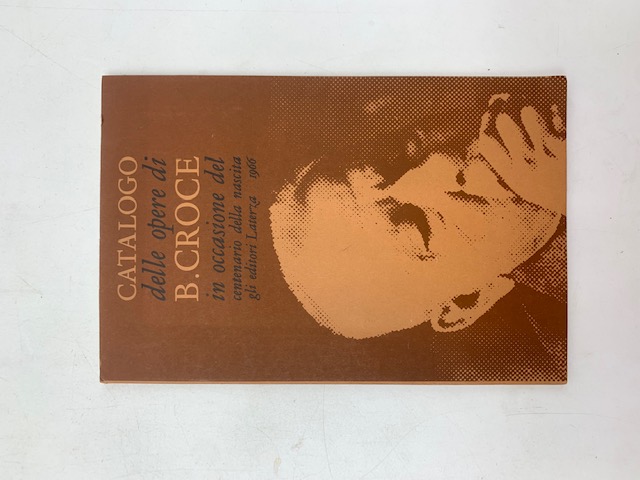 CATALOGO
delle opere di
B. CROCE
in occasione del
centenario della nascita
gli editori Laterza 1966